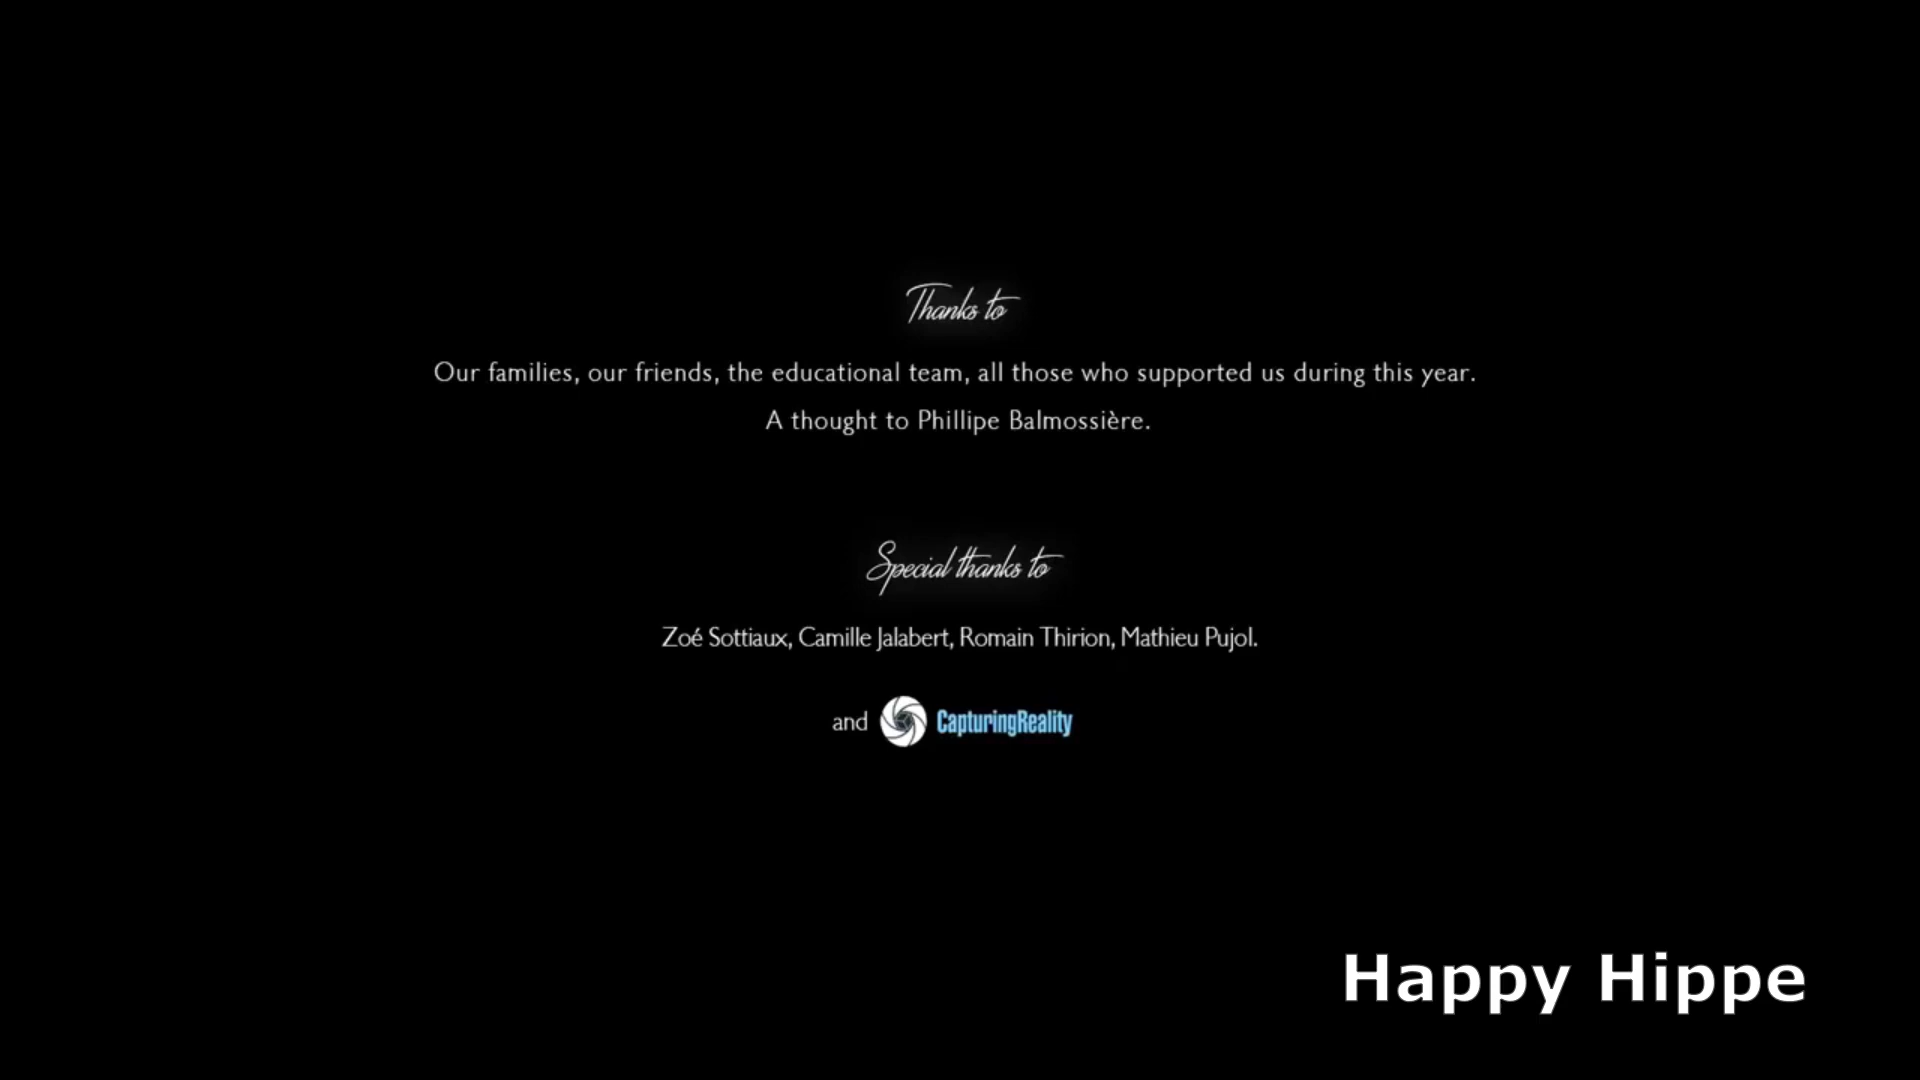 Thanks to
Our families, our friends, the educational team, all those who supported us during this year.
A thought to Phillipe Balmossière.
Special thanks to
Zoé Sottiaux, Camille Jalabert, Romain Thirion, Mathieu Pujol.
and CapturingReality
Happy Hippe